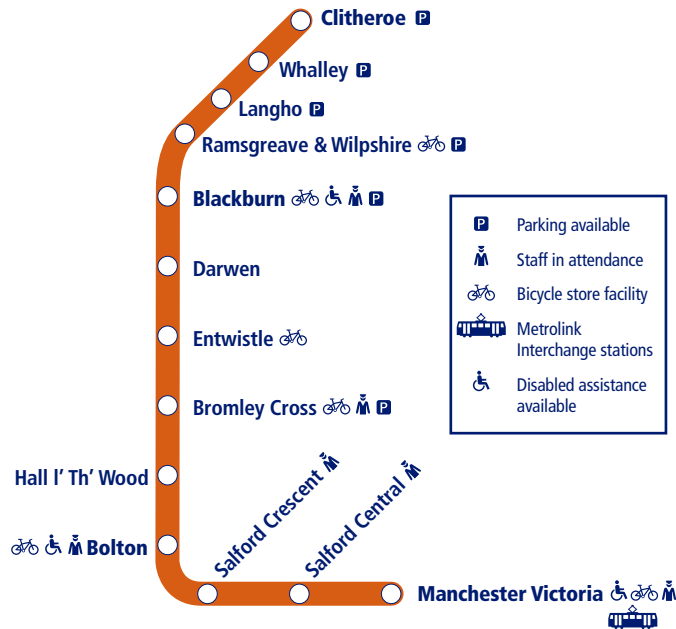 Clitheroe P
Whalley P
Langho P
Ramsgreave & Wilpshire P
Blackburn P
Darwen
Entwistle
Bromley Cross P
Hall I' Th' Wood
Bolton
Salford Crescent
Salford Central
Manchester Victoria
P Parking available
Staff in attendance
Bicycle store facility
Metrolink
Interchange stations
Disabled assistance
available